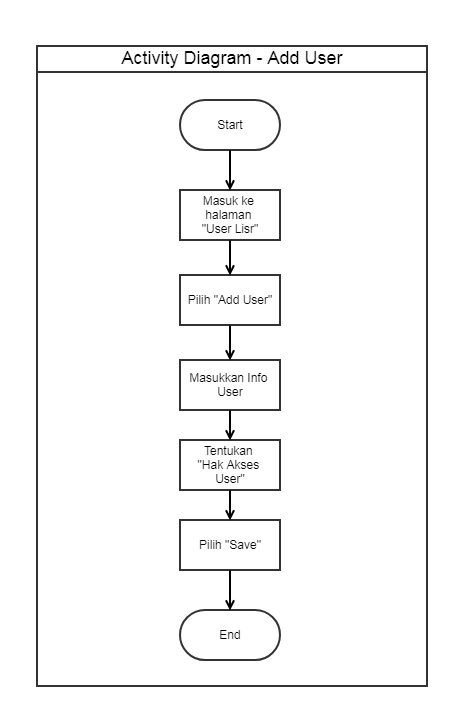 Activity Diagram - Add User
Start
Masuk ke
halaman
"User Lisr"
Pilih "Add User"
Masukkan Info
User
Tentukan
"Hak Akses
User"
Pilih "Save"
End